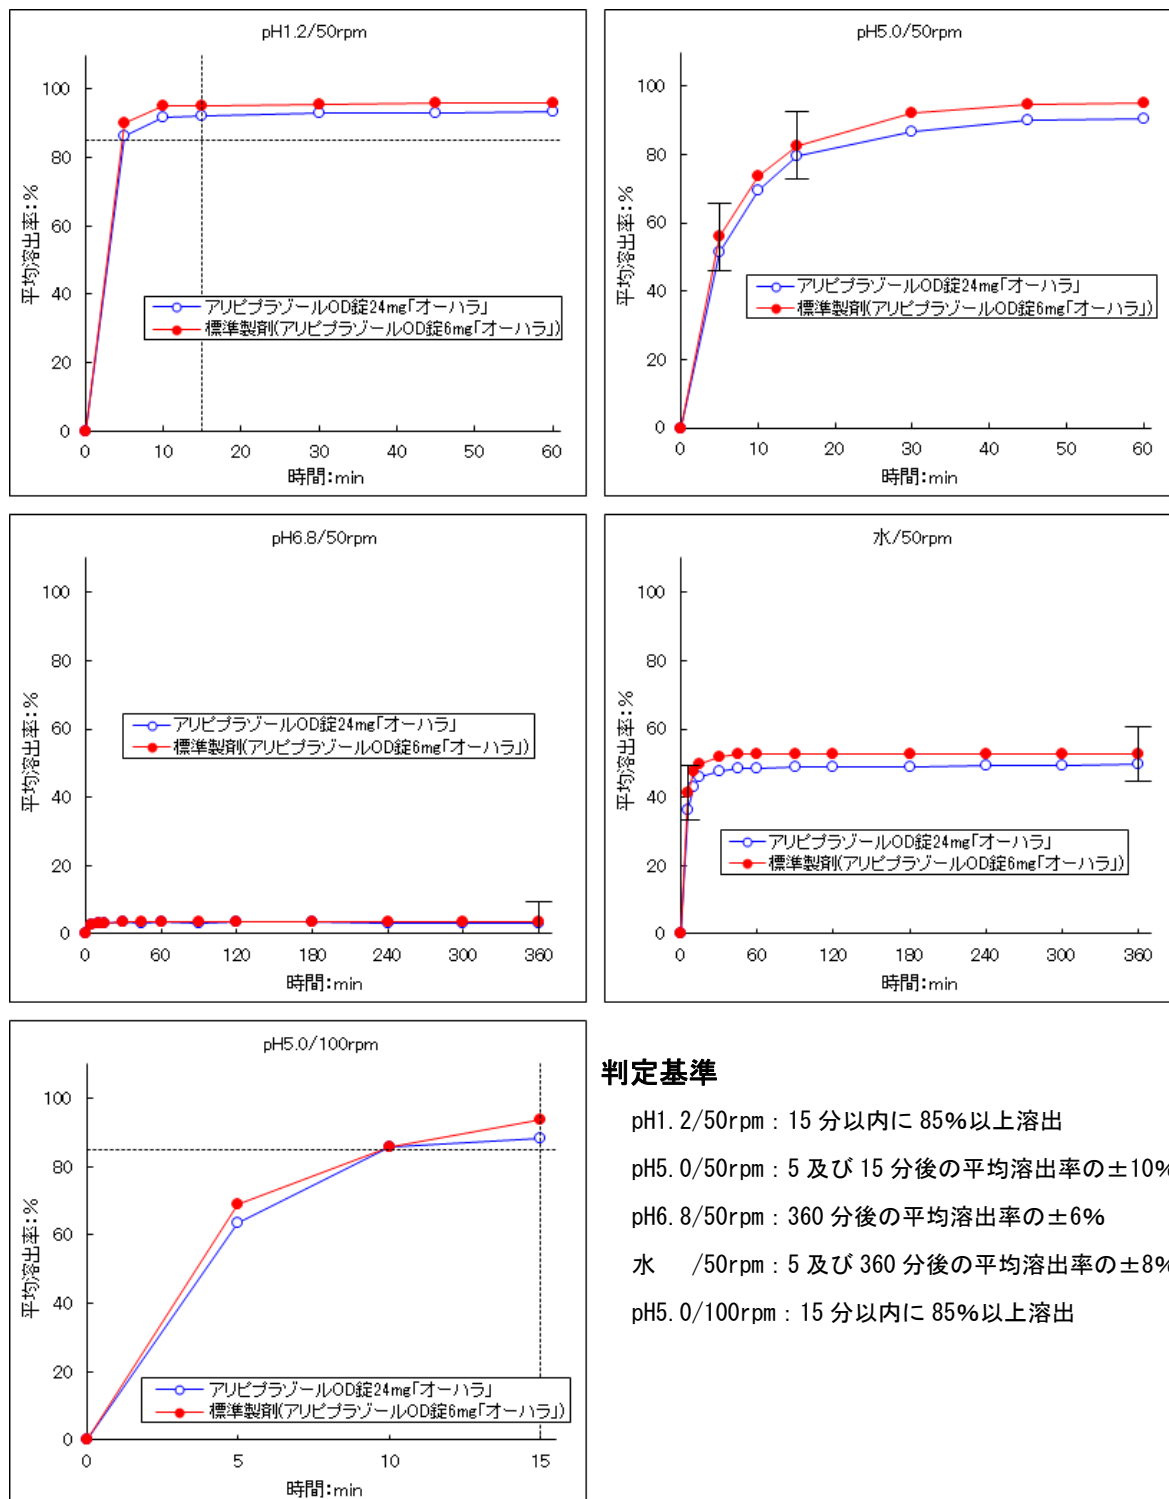 pH1.2/50rpm
平均溶出率:%
100
80
60
40
20
0
アリピプラゾールOD錠24mg「オーハラ」
標準製剤(アリピプラゾールOD錠6mg「オーハラ」)
0 10 20 30 40 50 60
時間:min
pH5.0/50rpm
平均溶出率:%
100
80
60
40
20
0
アリピプラゾールOD錠24mg「オーハラ」
標準製剤(アリピプラゾールOD錠6mg「オーハラ」)
0 10 20 30 40 50 60
時間:min
pH6.8/50rpm
平均溶出率:%
100
80
60
40
20
0
アリピプラゾールOD錠24mg「オーハラ」
標準製剤(アリピプラゾールOD錠6mg「オーハラ」)
0 60 120 180 240 300 360
時間:min
水/50rpm
平均溶出率:%
100
80
60
40
20
0
アリピプラゾールOD錠24mg「オーハラ」
標準製剤(アリピプラゾールOD錠6mg「オーハラ」)
0 60 120 180 240 300 360
時間:min
pH5.0/100rpm
平均溶出率:%
100
80
60
40
20
0
アリピプラゾールOD錠24mg「オーハラ」
標準製剤(アリピプラゾールOD錠6mg「オーハラ」)
0 5 10 15
時間:min
判定基準
pH1.2/50rpm：15 分以内に 85%以上溶出
pH5.0/50rpm：5 及び 15 分後の平均溶出率の±10%
pH6.8/50rpm：360 分後の平均溶出率の±6%
水 /50rpm：5 及び 360 分後の平均溶出率の±8%
pH5.0/100rpm：15 分以内に 85%以上溶出